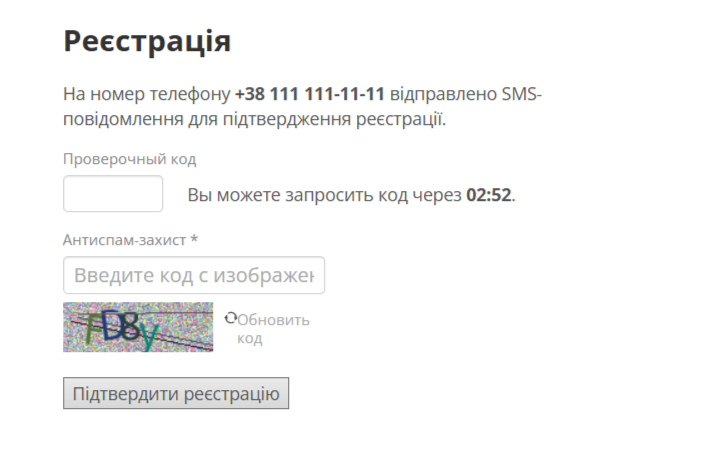 Реєстрація
На номер телефону +38 111 111-11-11 відправлено SMS-
повідомлення для підтвердження реєстрації.
Проверочный код
Вы можете запросить код через 02:52.
Антиспам-захист *
Введите код с изображен
Обновить
код
Підтвердити реєстрацію